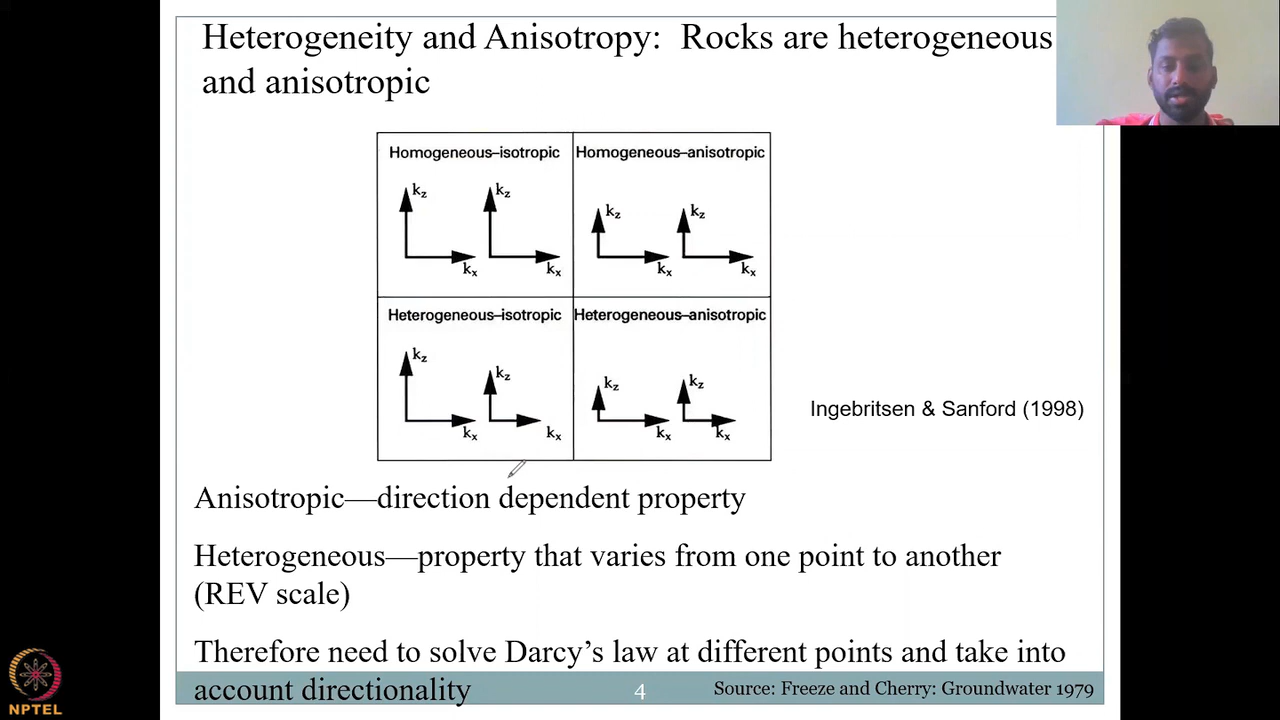 Heterogeneity and Anisotropy: Rocks are heterogeneous
and anisotropic
Homogeneous–isotropic
Homogeneous–anisotropic
kz
kz
kx
kx
kz
kz
kx
kx
Heterogeneous–isotropic
Heterogeneous–anisotropic
kz
kz
kx
kx
kz
kz
kx
kx
Ingebritsen & Sanford (1998)
Anisotropic—direction dependent property
Heterogeneous—property that varies from one point to another
(REV scale)
Therefore need to solve Darcy’s law at different points and take into
account directionality
4
Source: Freeze and Cherry: Groundwater 1979
NPTEL